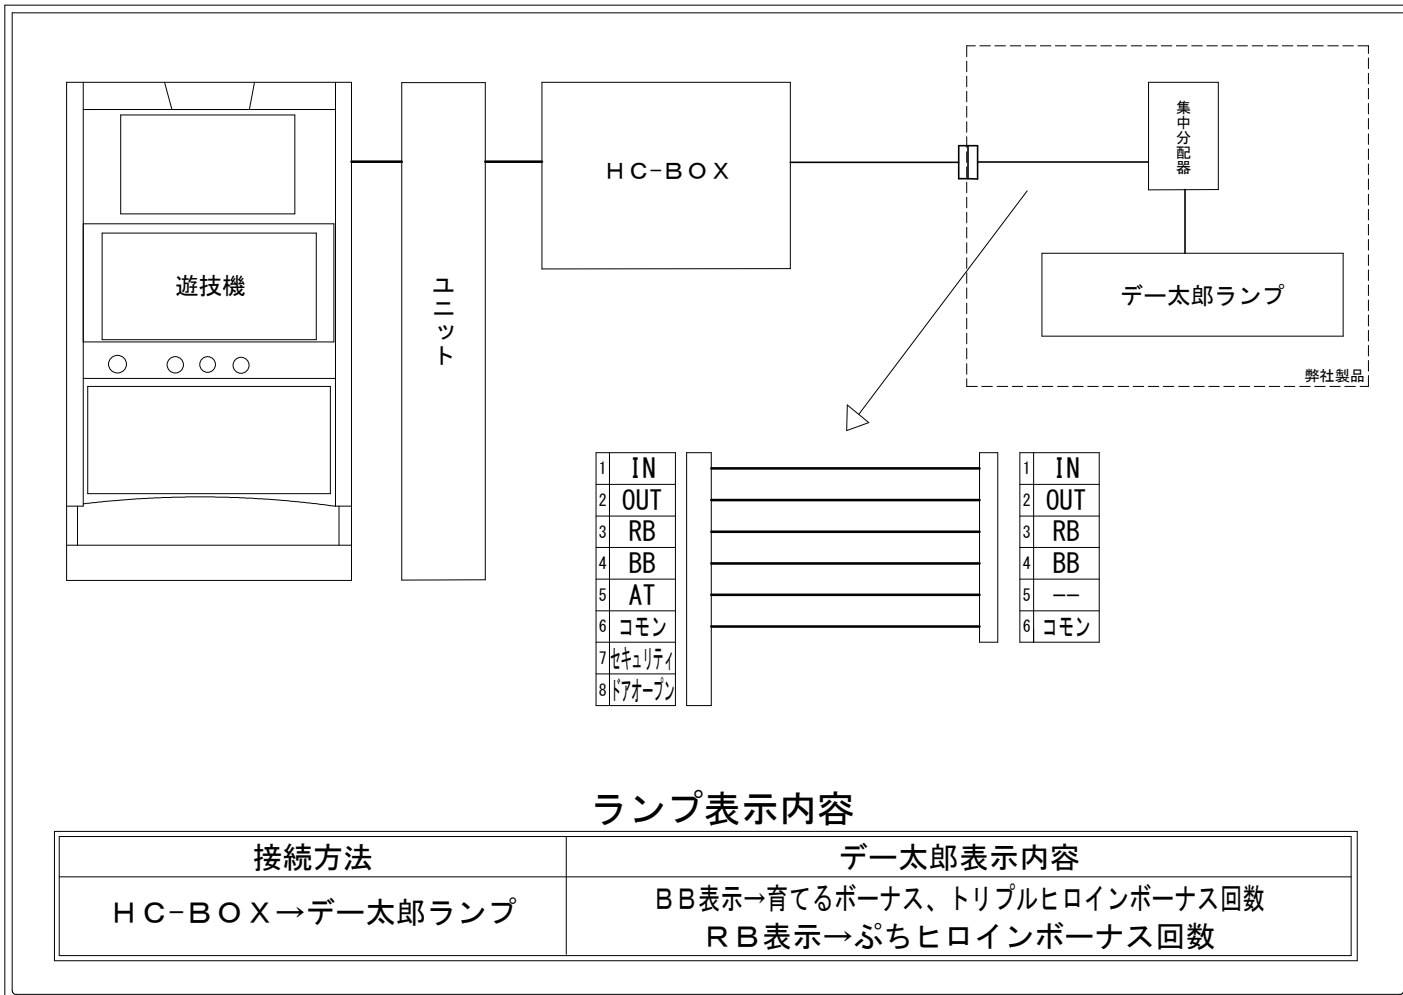 遊技機
ユニット
ＨＣ-ＢＯＸ
集中分配器
デー太郎ランプ
弊社製品
1 IN
2 OUT
3 RB
4 BB
5 AT
6 コモン
7 セキュリティ
8 ドアオープン
1 IN
2 OUT
3 RB
4 BB
5 --
6 コモン
ランプ表示内容
接続方法 デー太郎表示内容
ＨＣ-ＢＯＸ→デー太郎ランプ
ＢＢ表示→育てるボーナス、トリプルヒロインボーナス回数
ＲＢ表示→ぷちヒロインボーナス回数